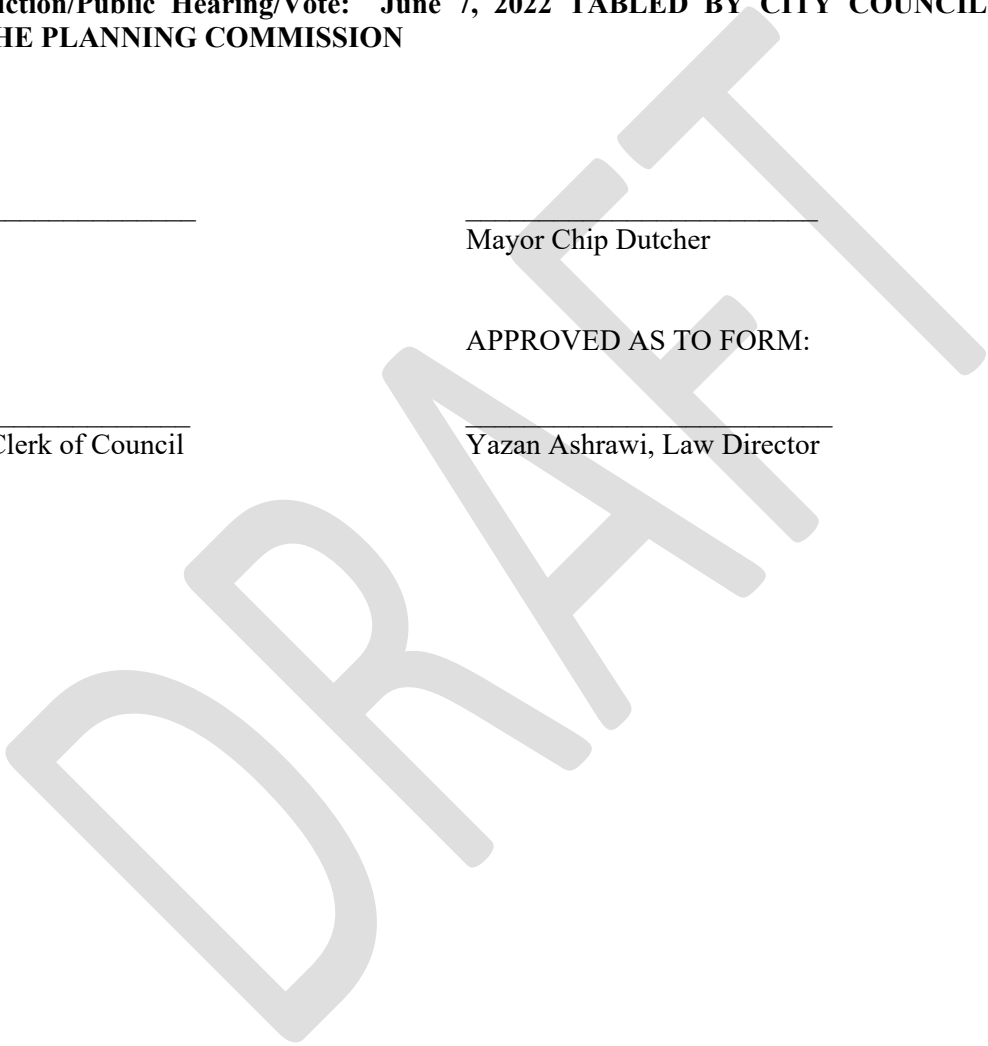 iction/Public Hearing/Vote: June 7, 2022 TABLED BY CITY COUNCIL
HE PLANNING COMMISSION
Mayor Chip Dutcher
APPROVED AS TO FORM:
Clerk of Council
Yazan Ashrawi, Law Director
DRAFT